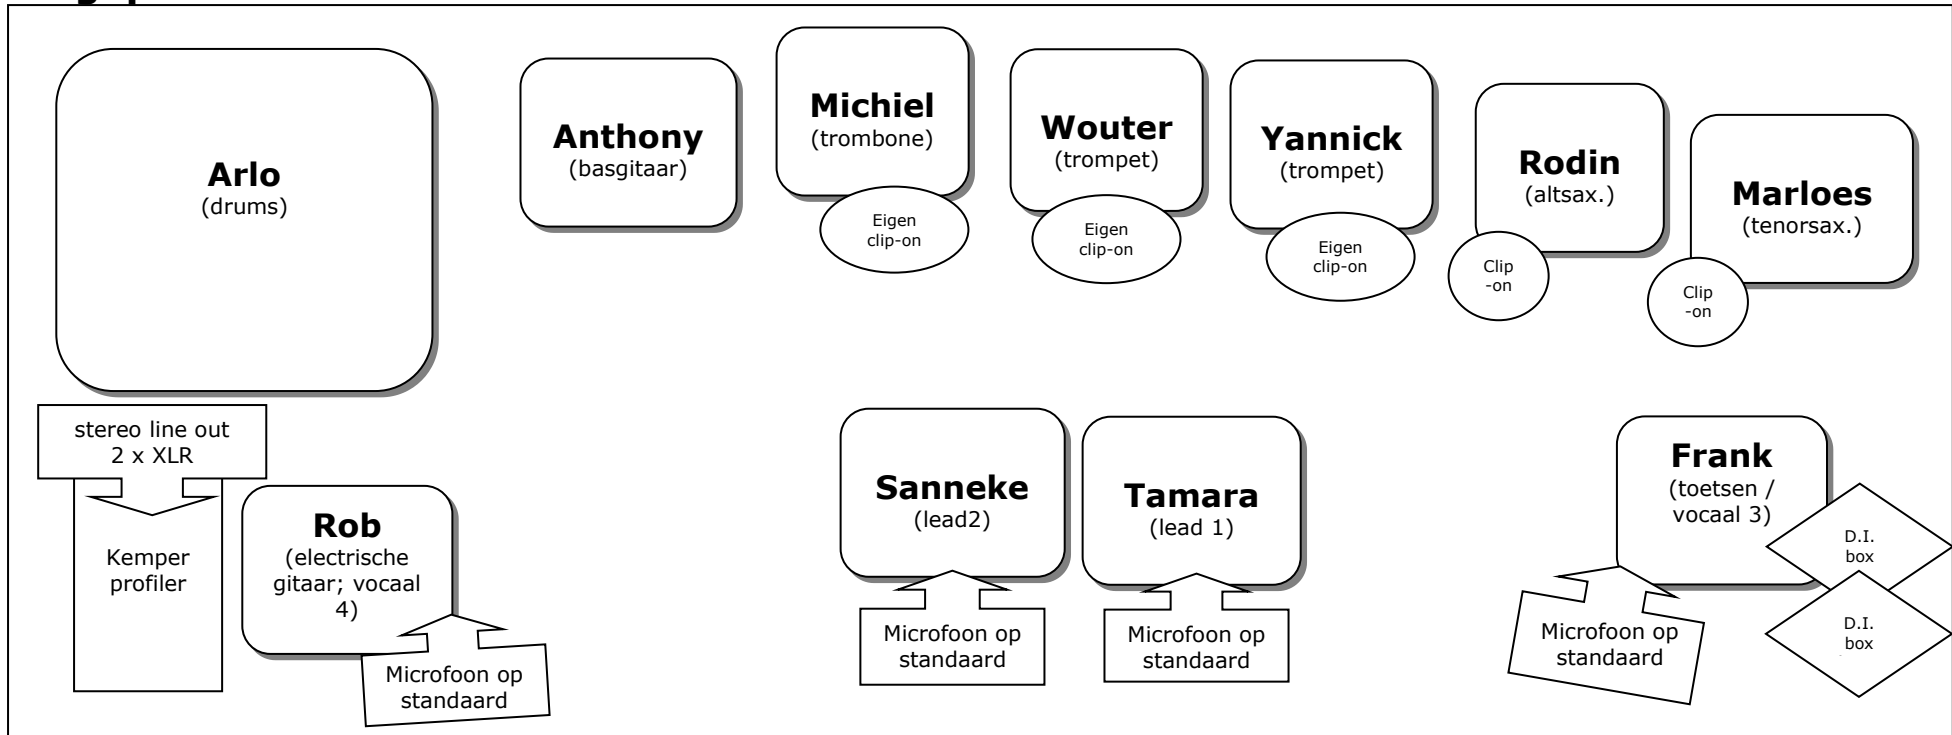 Arlo
(drums)
Anthony
(basgitaar)
Michiel
(trombone)
Eigen
clip-on
Wouter
(trompet)
Eigen
clip-on
Yannick
(trompet)
Eigen
clip-on
Rodin
(altsax.)
Clip
-on
Marloes
(tenorsax.)
Clip
-on
stereo line out
2 x XLR
Kemper
profiler
Rob
(electrische
gitaar; vocaal
4)
Microfoon op
standaard
Sanneke
(lead2)
Microfoon op
standaard
Tamara
(lead 1)
Microfoon op
standaard
Frank
(toetsen /
vocaal 3)
Microfoon op
standaard
D.I.
box
D.I.
box